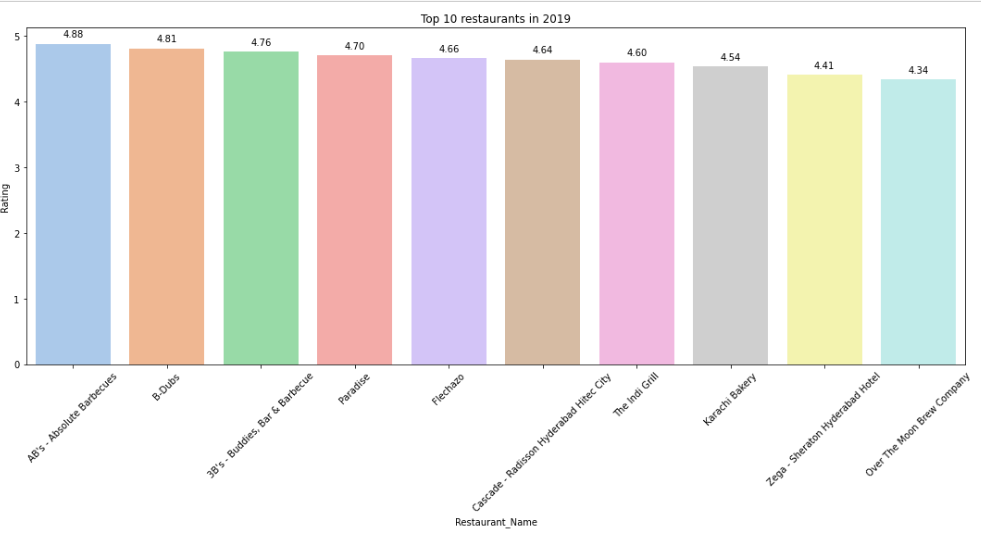 Top 10 restaurants in 2019
4.88
4.81
4.76
4.70
4.66
4.64
4.60
4.54
4.41
4.34
5
4
3
2
1
0
Rating
AB's - Absolute Barbecues
B-Dubs
3B's - Buddies, Bar & Barbecue
Paradise
Flechazo
Cascade - Radisson Hyderabad Hitec City
The Indi Grill
Karachi Bakery
Zega - Sheraton Hyderabad Hotel
Over The Moon Brew Company
Restaurant_Name